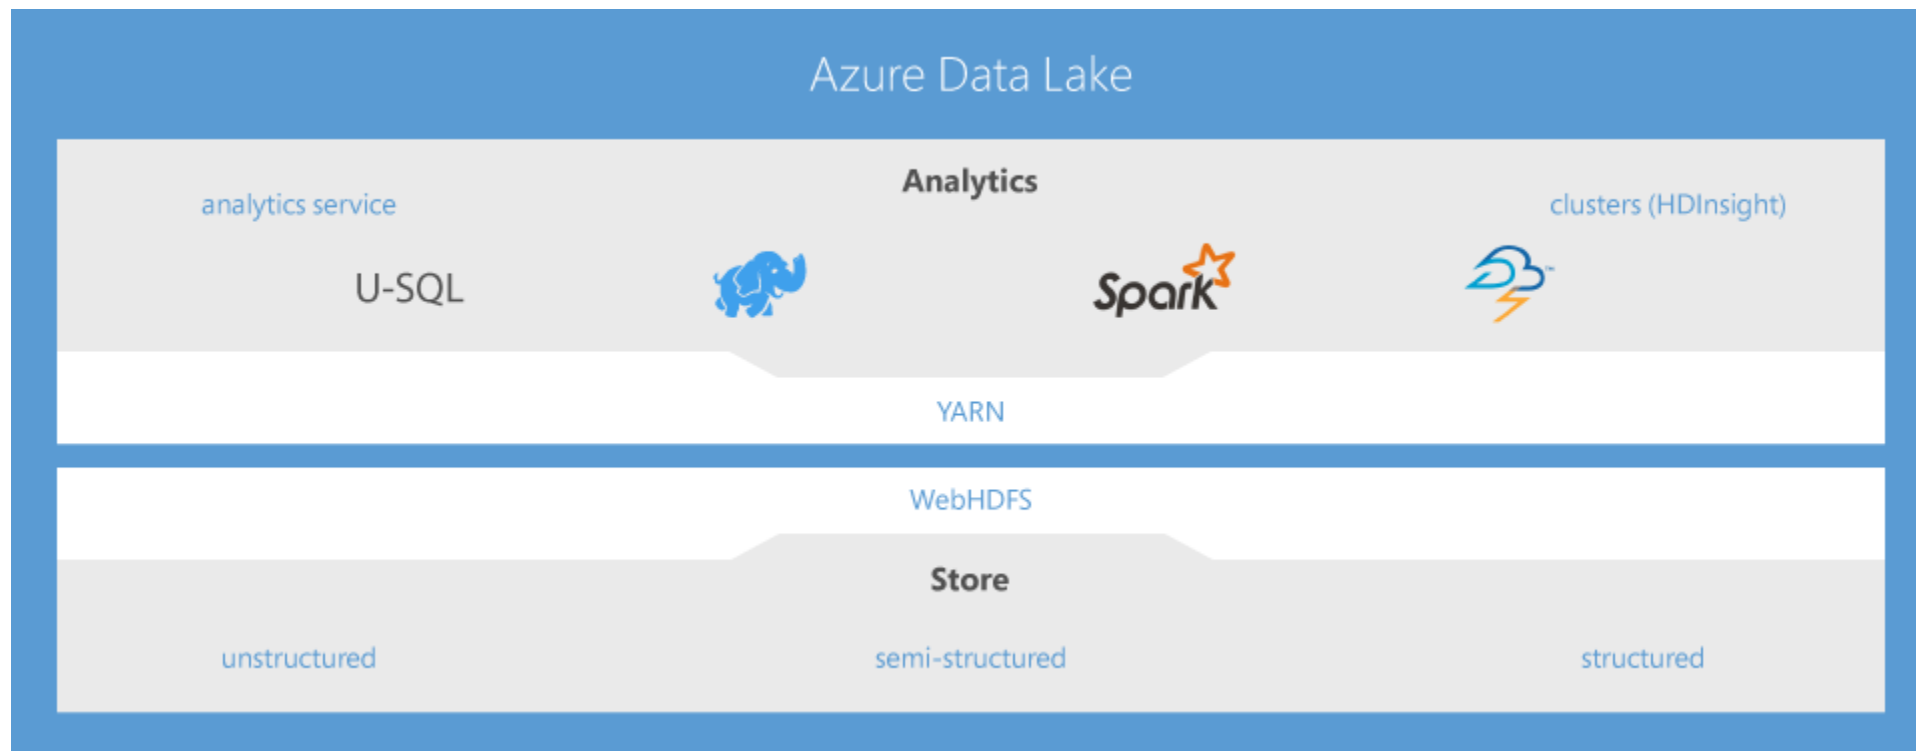 Azure Data Lake
Analytics
analytics service
clusters (HDInsight)
U-SQL
Spark
YARN
WebHDFS
Store
unstructured
semi-structured
structured